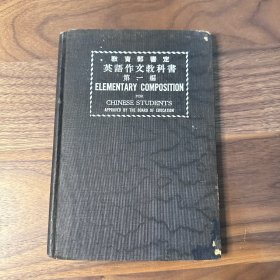 教育部審定
英語作文教科書
第一編
ELEMENTARY COMPOSITION
FOR
CHINESE STUDENTS
APPROVED BY THE BOARD OF EDUCATION